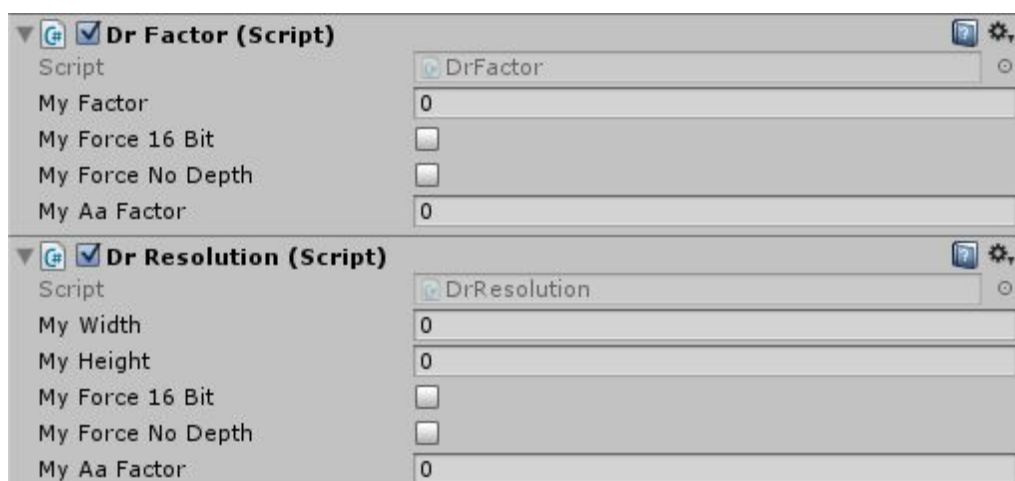 Dr Factor (Script)
Script DrFactor
My Factor 0
My Force 16 Bit
My Force No Depth
My Aa Factor 0
Dr Resolution (Script)
Script DrResolution
My Width 0
My Height 0
My Force 16 Bit
My Force No Depth
My Aa Factor 0